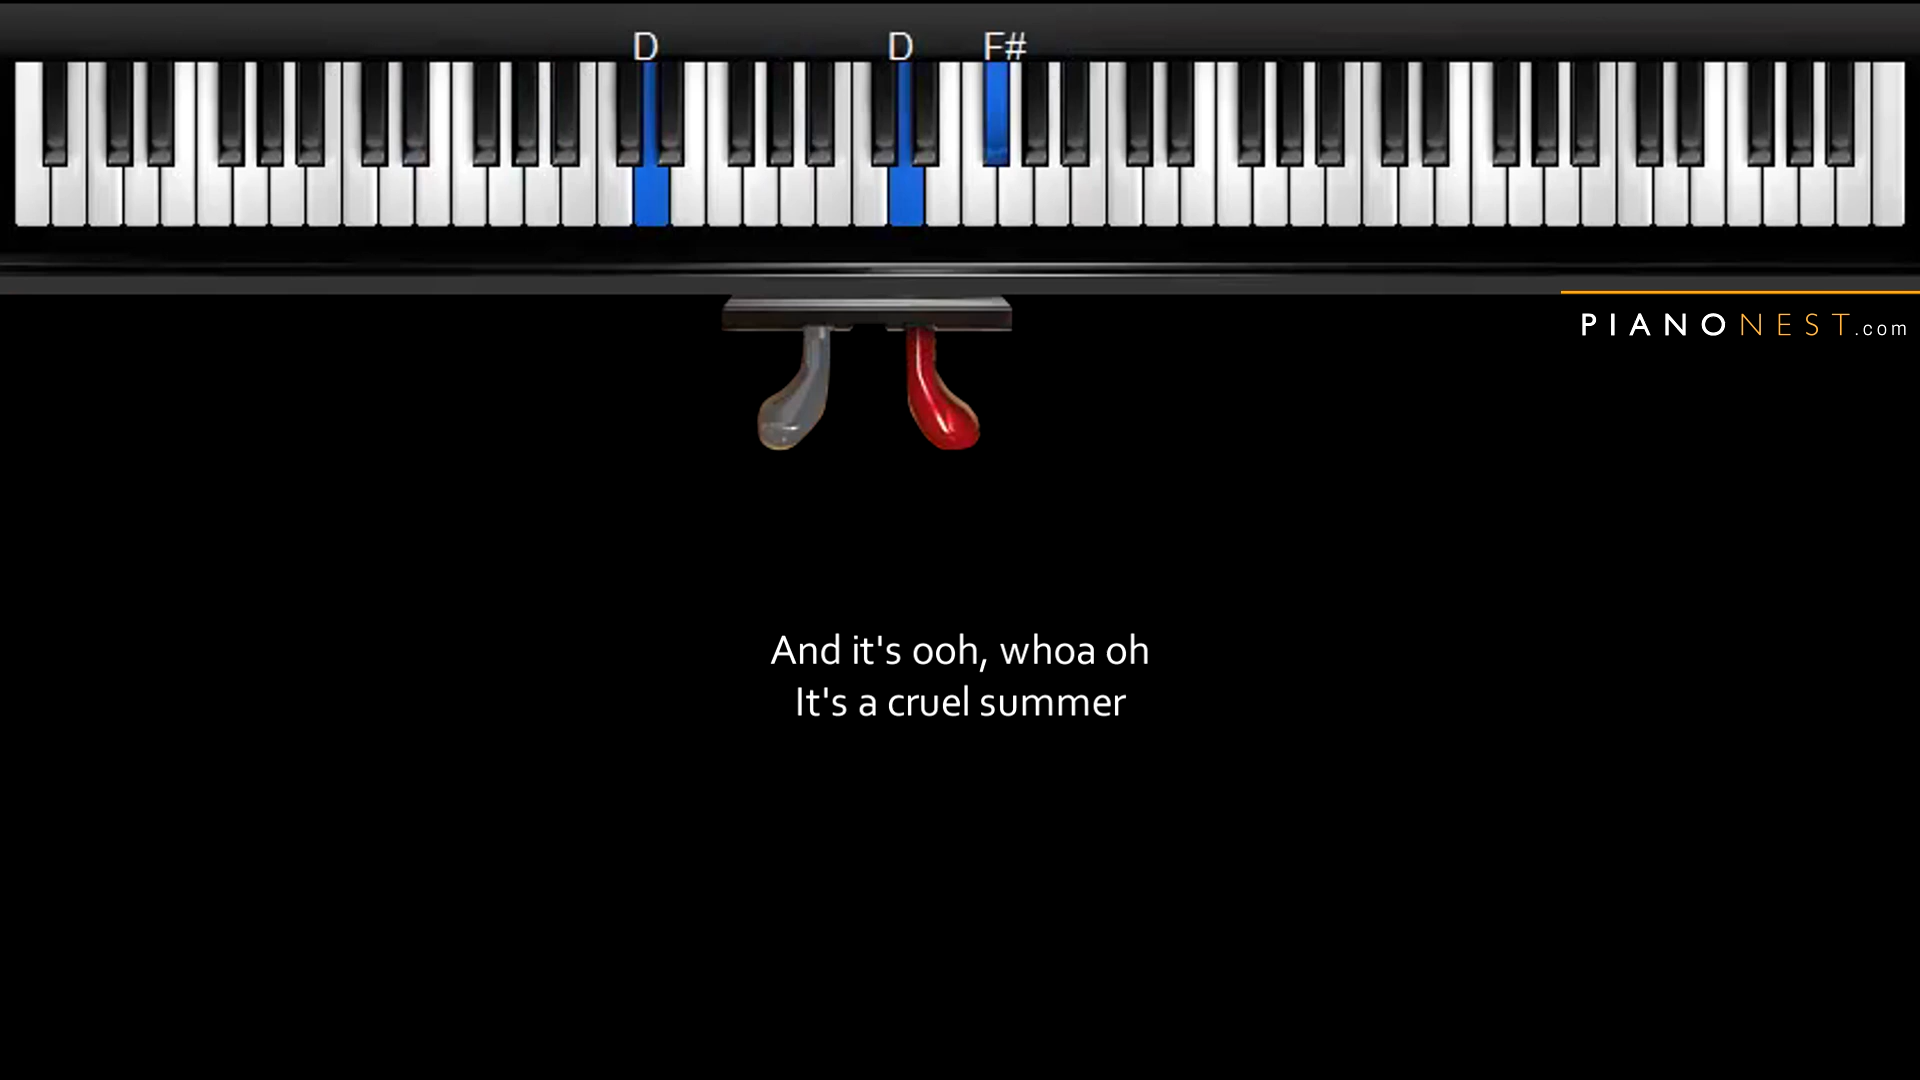 D D F#
PIANONEST.com
And it's ooh, whoa oh
It's a cruel summer